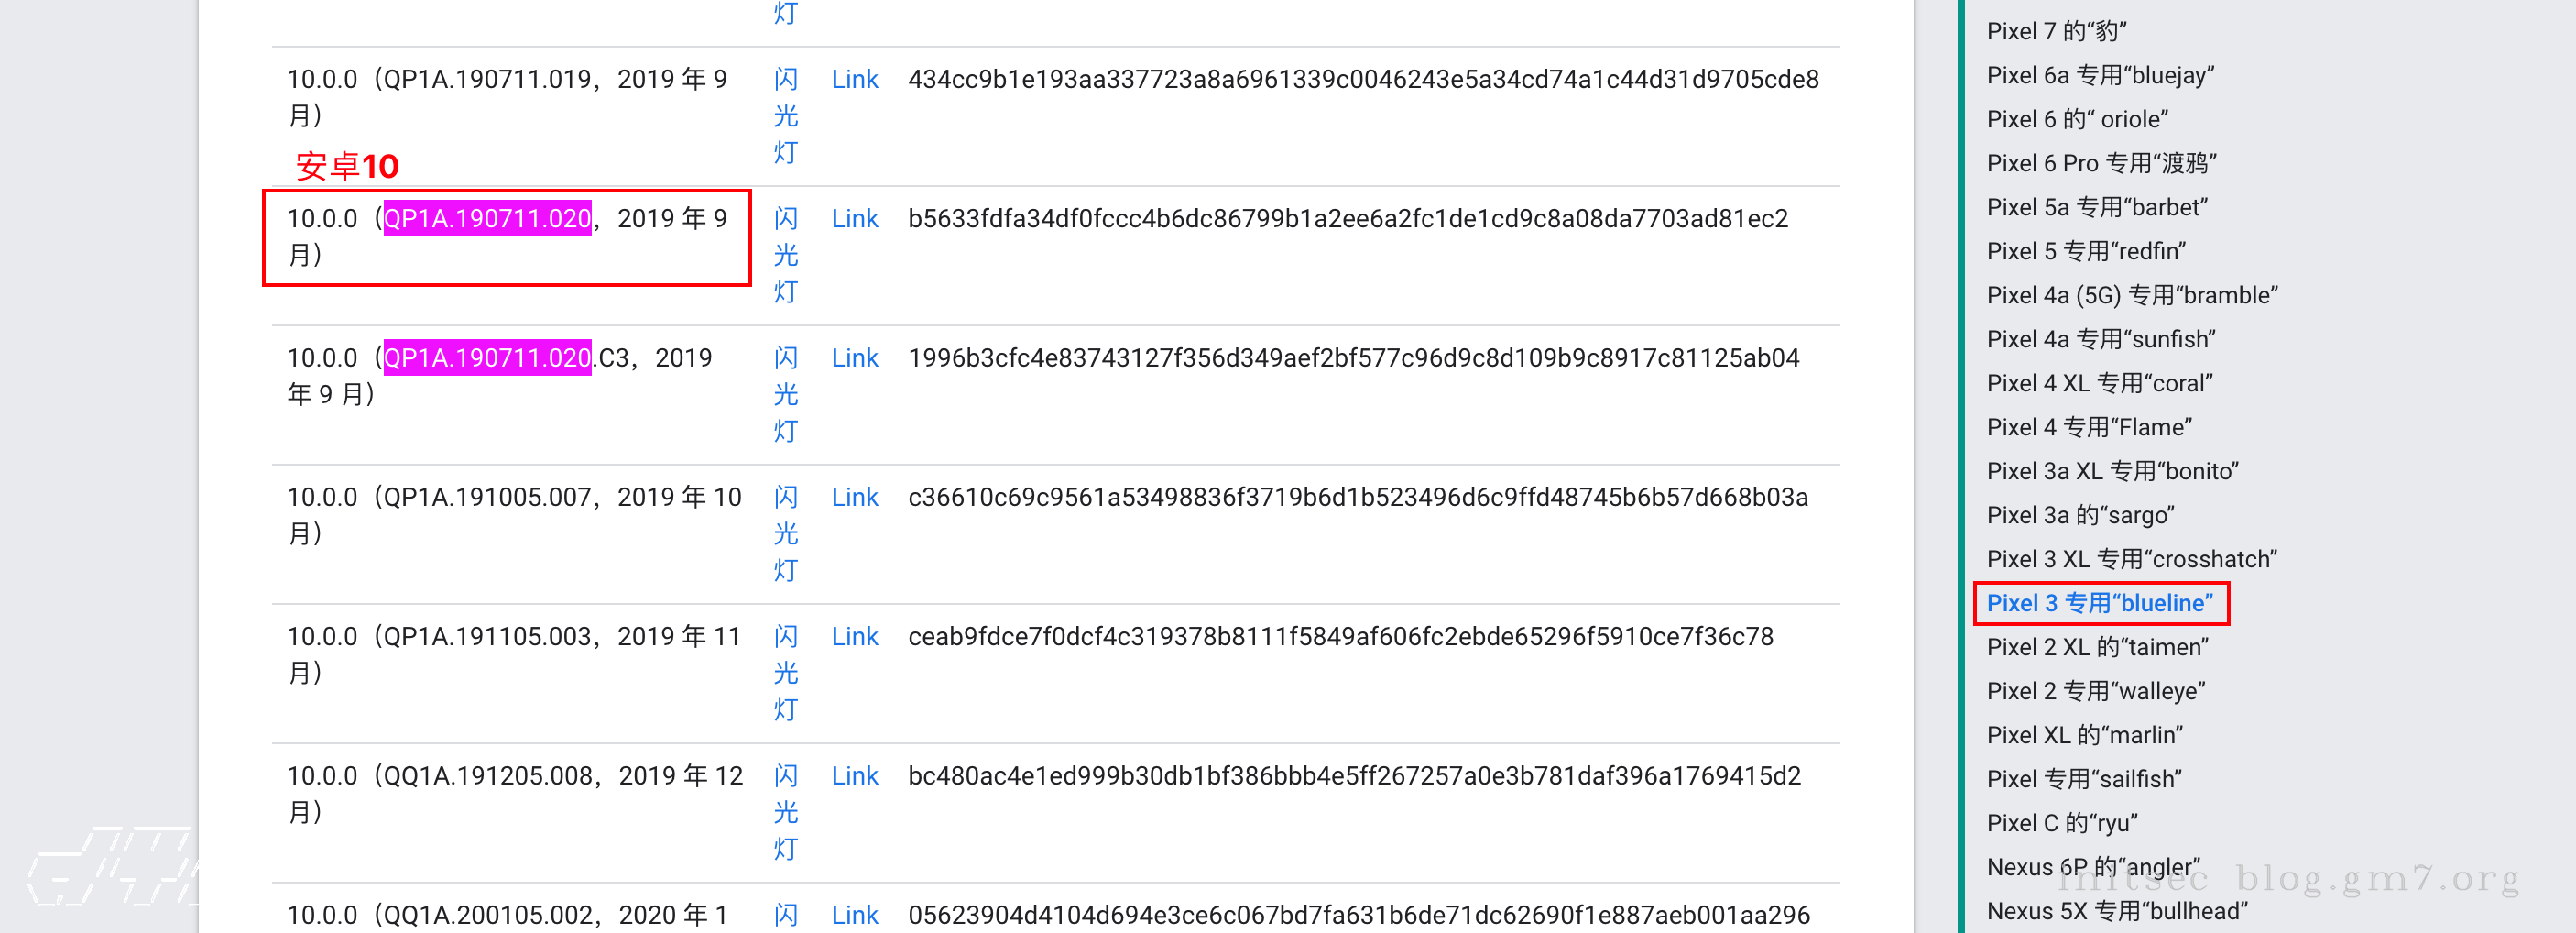 灯
10.0.0（QP1A.190711.019，2019 年 9 月） 闪光灯 Link 434cc9b1e193aa337723a8a6961339c0046243e5a34cd74a1c44d31d9705cde8
安卓10
10.0.0（QP1A.190711.020，2019 年 9 月） 闪光灯 Link b5633fdfa34df0fccc4b6dc86799b1a2ee6a2fc1de1cd9c8a08da7703ad81ec2
10.0.0（QP1A.190711.020.C3，2019 年 9 月） 闪光灯 Link 1996b3cfc4e83743127f356d349aef2bf577c96d9c8d109b9c8917c81125ab04
10.0.0（QP1A.191005.007，2019 年 10 月） 闪光灯 Link c36610c69c9561a53498836f3719b6d1b523496d6c9ffd48745b6b57d668b03a
10.0.0（QP1A.191105.003，2019 年 11 月） 闪光灯 Link ceab9fdce7f0dcf4c319378b8111f5849af606fc2ebde65296f5910ce7f36c78
10.0.0（QQ1A.191205.008，2019 年 12 月） 闪光灯 Link bc480ac4e1ed999b30db1bf386bbb4e5ff267257a0e3b781daf396a1769415d2
10.0.0（QQ1A.200105.002，2020 年 1 闪 Link 05623904d4104d694e3ce6c067bd7fa631b6de71dc62690f1e887aeb001aa296
Pixel 7 的“豹”
Pixel 6a 专用“bluejay”
Pixel 6 的“ oriole”
Pixel 6 Pro 专用“渡鸦”
Pixel 5a 专用“barbet”
Pixel 5 专用“redfin”
Pixel 4a (5G) 专用“bramble”
Pixel 4a 专用“sunfish”
Pixel 4 XL 专用“coral”
Pixel 4 专用“Flame”
Pixel 3a XL 专用“bonito”
Pixel 3a 的“sargo”
Pixel 3 XL 专用“crosshatch”
Pixel 3 专用“blueline”
Pixel 2 XL 的“taimen”
Pixel 2 专用“walleye”
Pixel XL 的“marlin”
Pixel 专用“sailfish”
Pixel C 的“ryu”
Nexus 6P 的“angler”
Nexus 5X 专用“bullhead”
blog.gm7.org